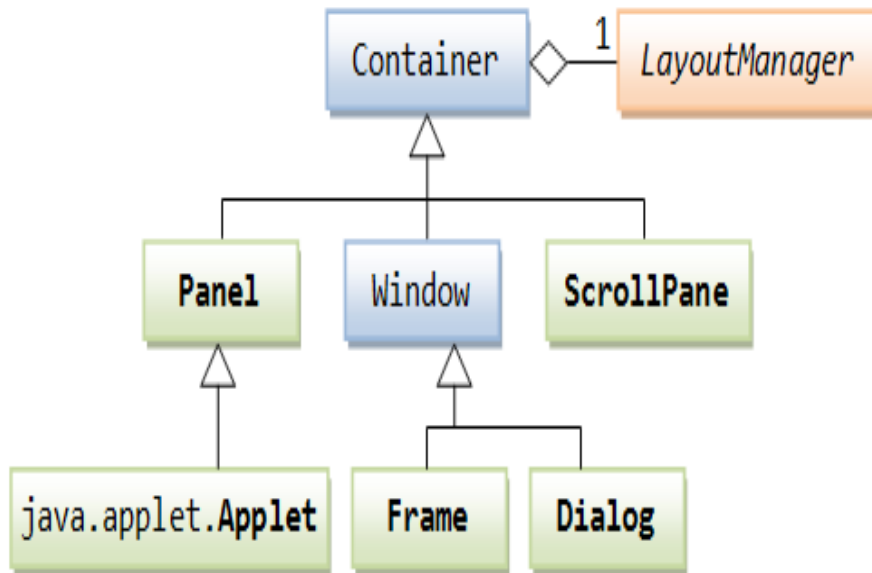 Container
1
LayoutManager
Panel
Window
ScrollPane
java.applet.Applet
Frame
Dialog